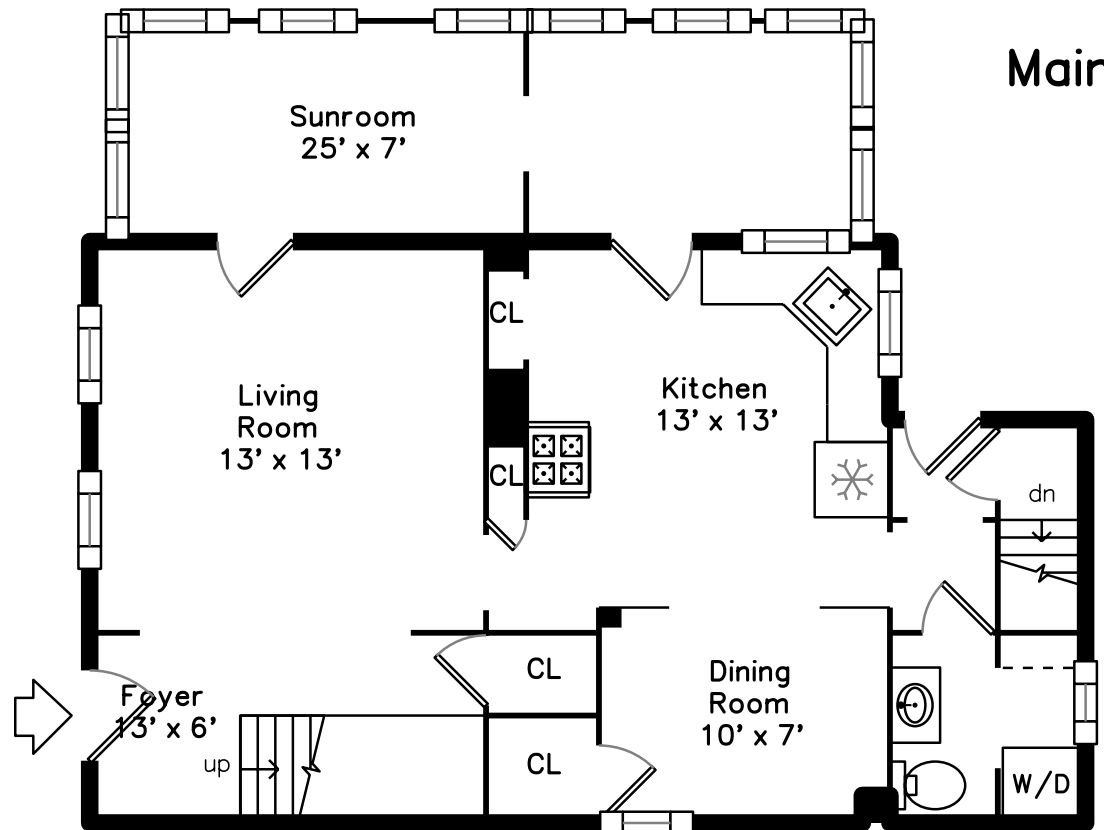 Main
Sunroom
25' x 7'
CL
Living
Room
13' x 13'
Kitchen
13' x 13'
CL
dn
CL
Dining
Room
10' x 7'
Foyer
13' x 6'
up
CL
W/D